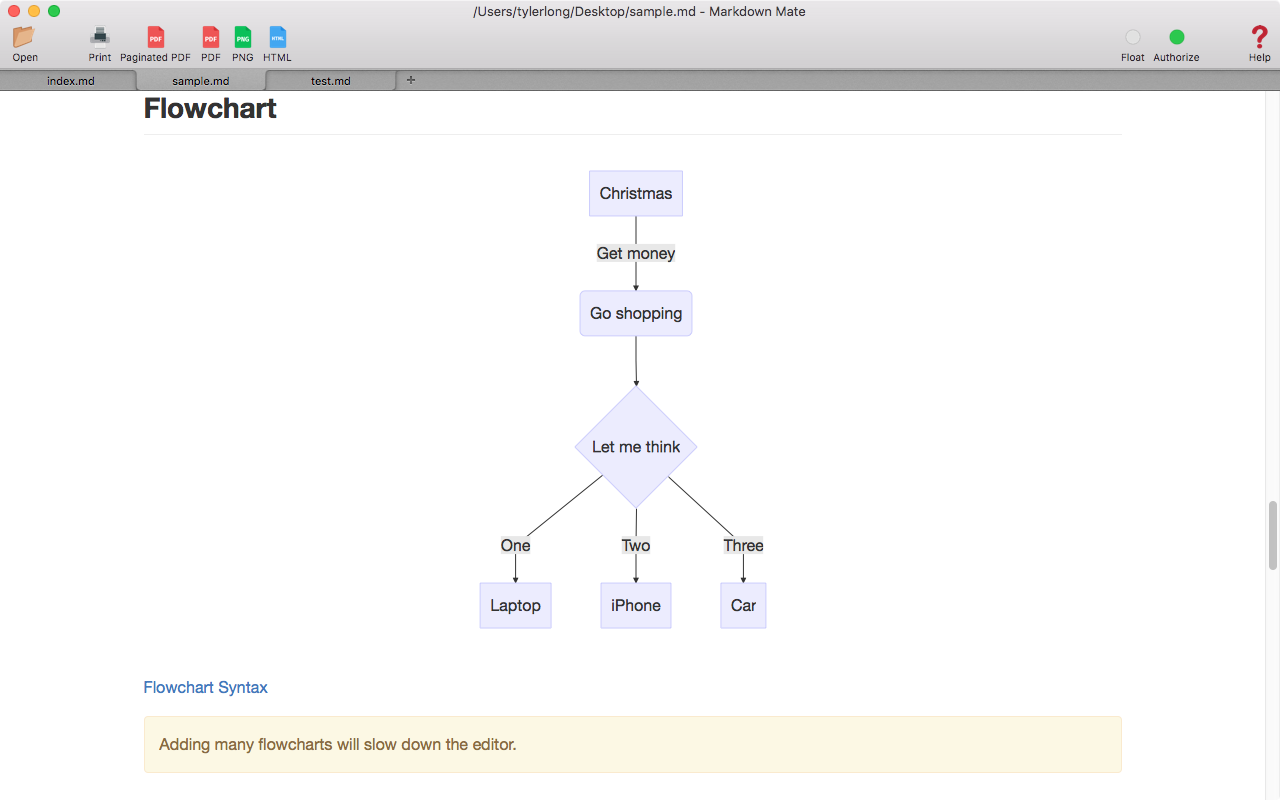 /Users/tylerlong/Desktop/sample.md - Markdown Mate
PDF PDF PNG HTML
Open Print Paginated PDF PDF PNG HTML Float Authorize Help
index.md sample.md test.md +
Flowchart
Christmas
Get money
Go shopping
Let me think
One Two Three
Laptop iPhone Car
Flowchart Syntax
Adding many flowcharts will slow down the editor.